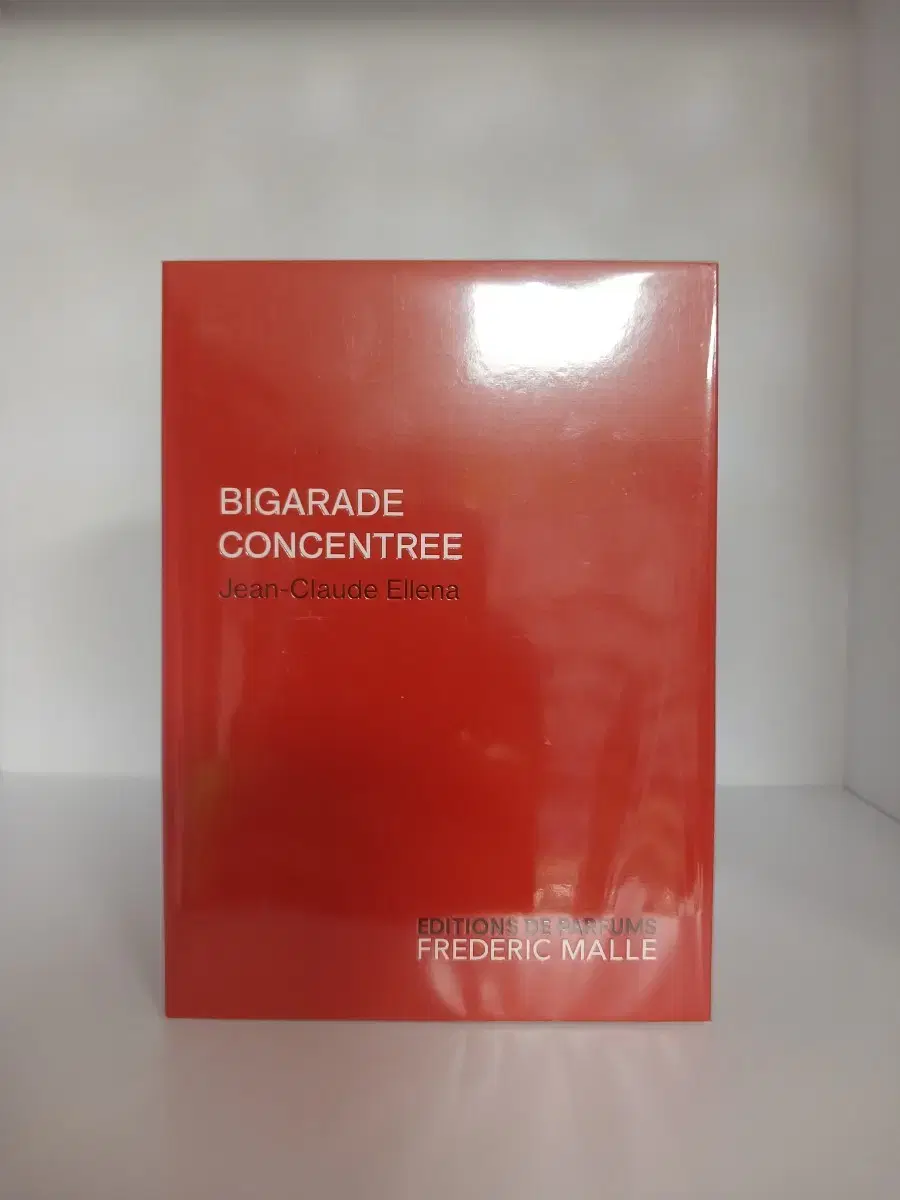 BIGARADE
CONCENTREE
Jean-Claude Ellena
EDITIONS DE PARFUMS
FREDERIC MALLE